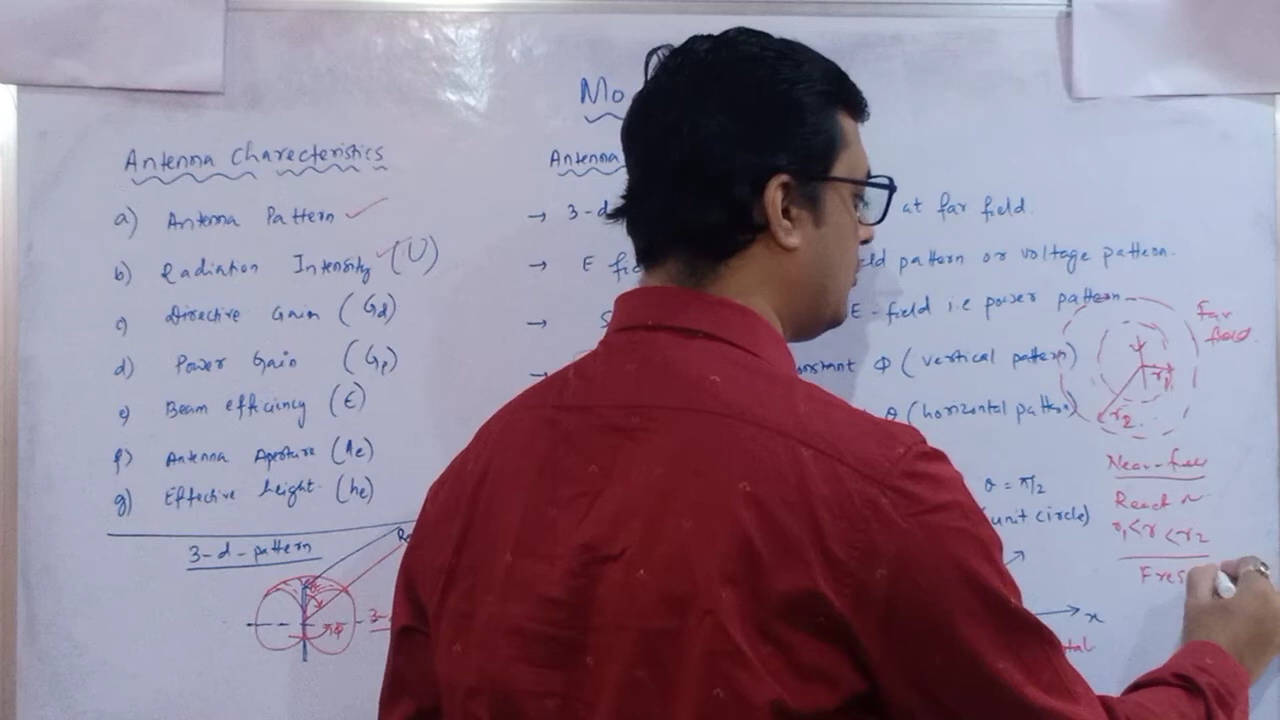 Mo
Antenna Charecteristics
a) Antenna Pattern ✓
b) Radiation Intensity (U)
c) Directive Gain (Gd)
d) Power Gain (Gp)
e) Beam efficiency (ε)
f) Antenna Aperture (Ae)
g) Effective height (he)
3-d-pattern
φ
Antenna
→ 3-d at far field.
→ E fie ld pattern or voltage pattern.
→ S E-field i.e power pattern
→ onstant φ (vertical pattern)
θ (horizontal pattern)
θ = π/2
(unit circle)
x
tal
Far
field
r1
r2
Near-field
React
r1<r<r2
Fres